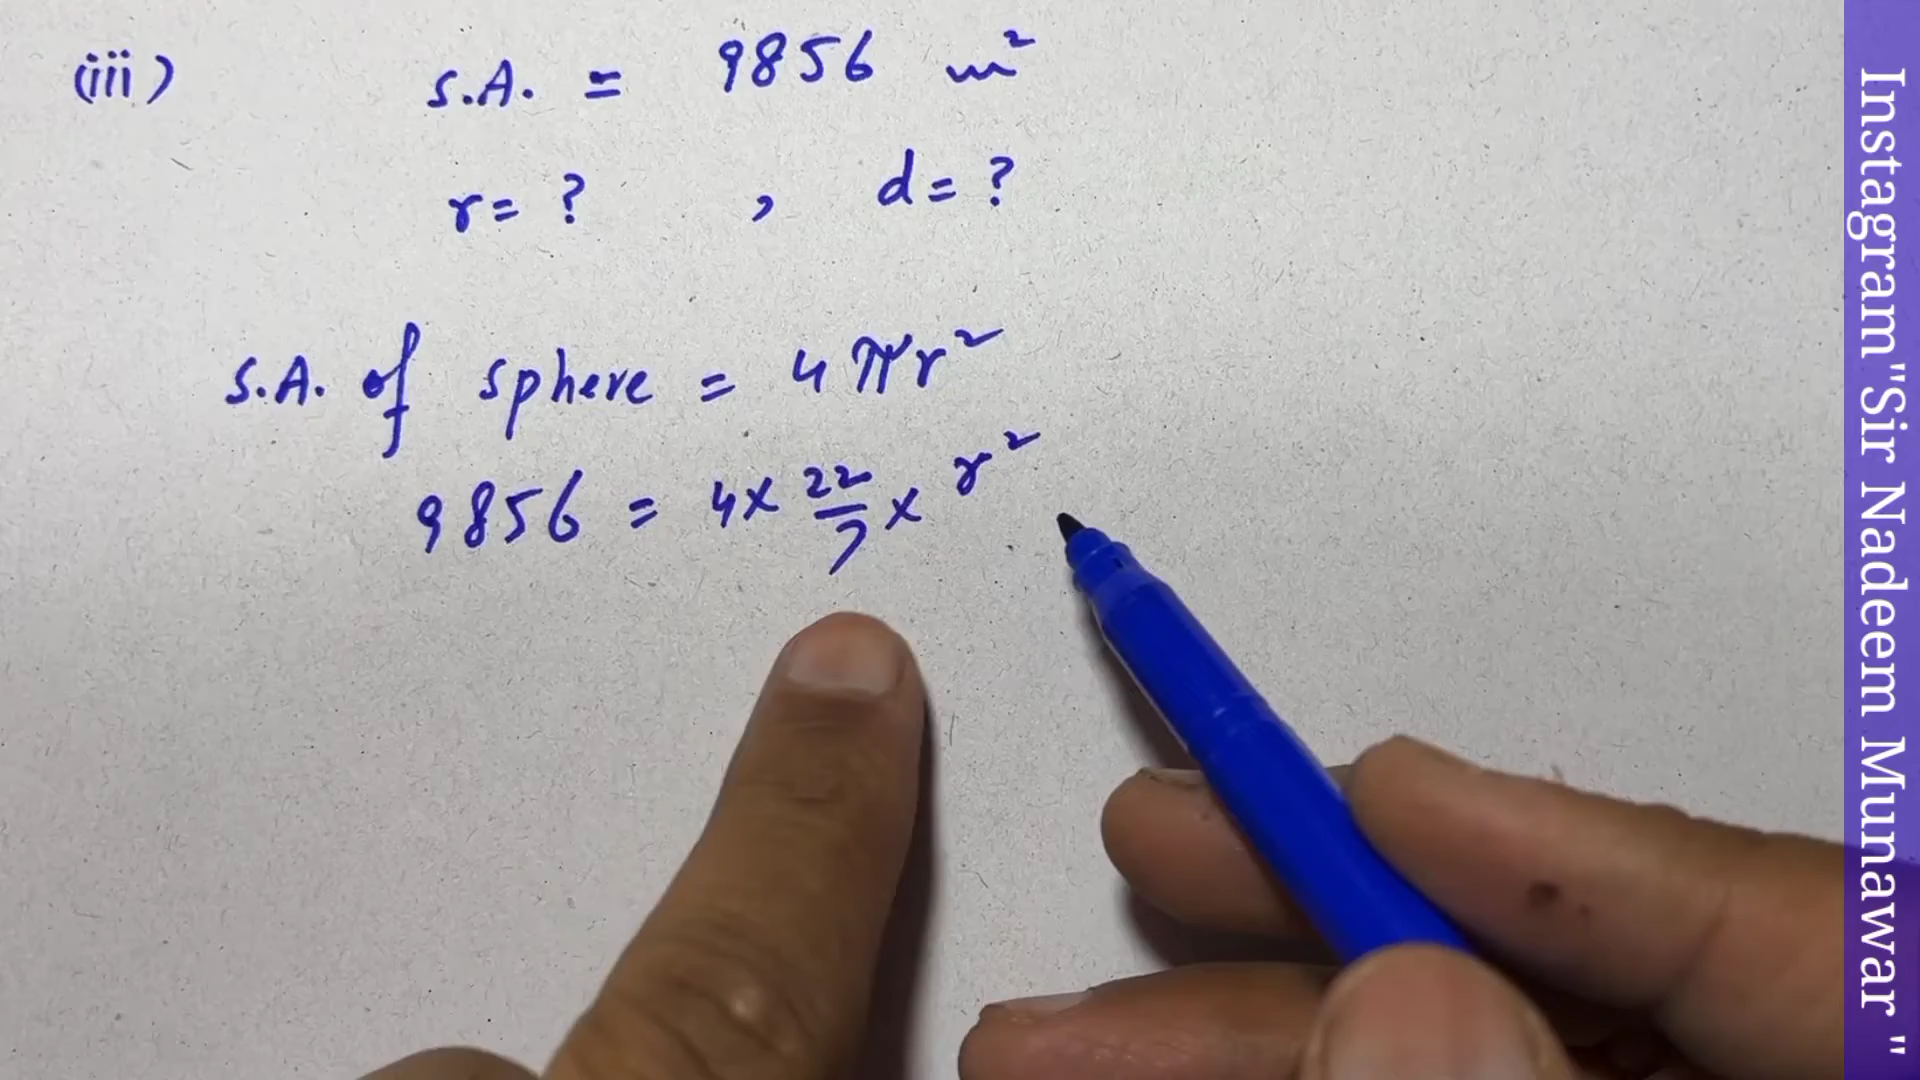 (iii) S.A. = 9856 m²
r = ? , d = ?
S.A. of sphere = 4πr²
9856 = 4 × 22/7 × r²
Instagram"Sir Nadeem Munawar "